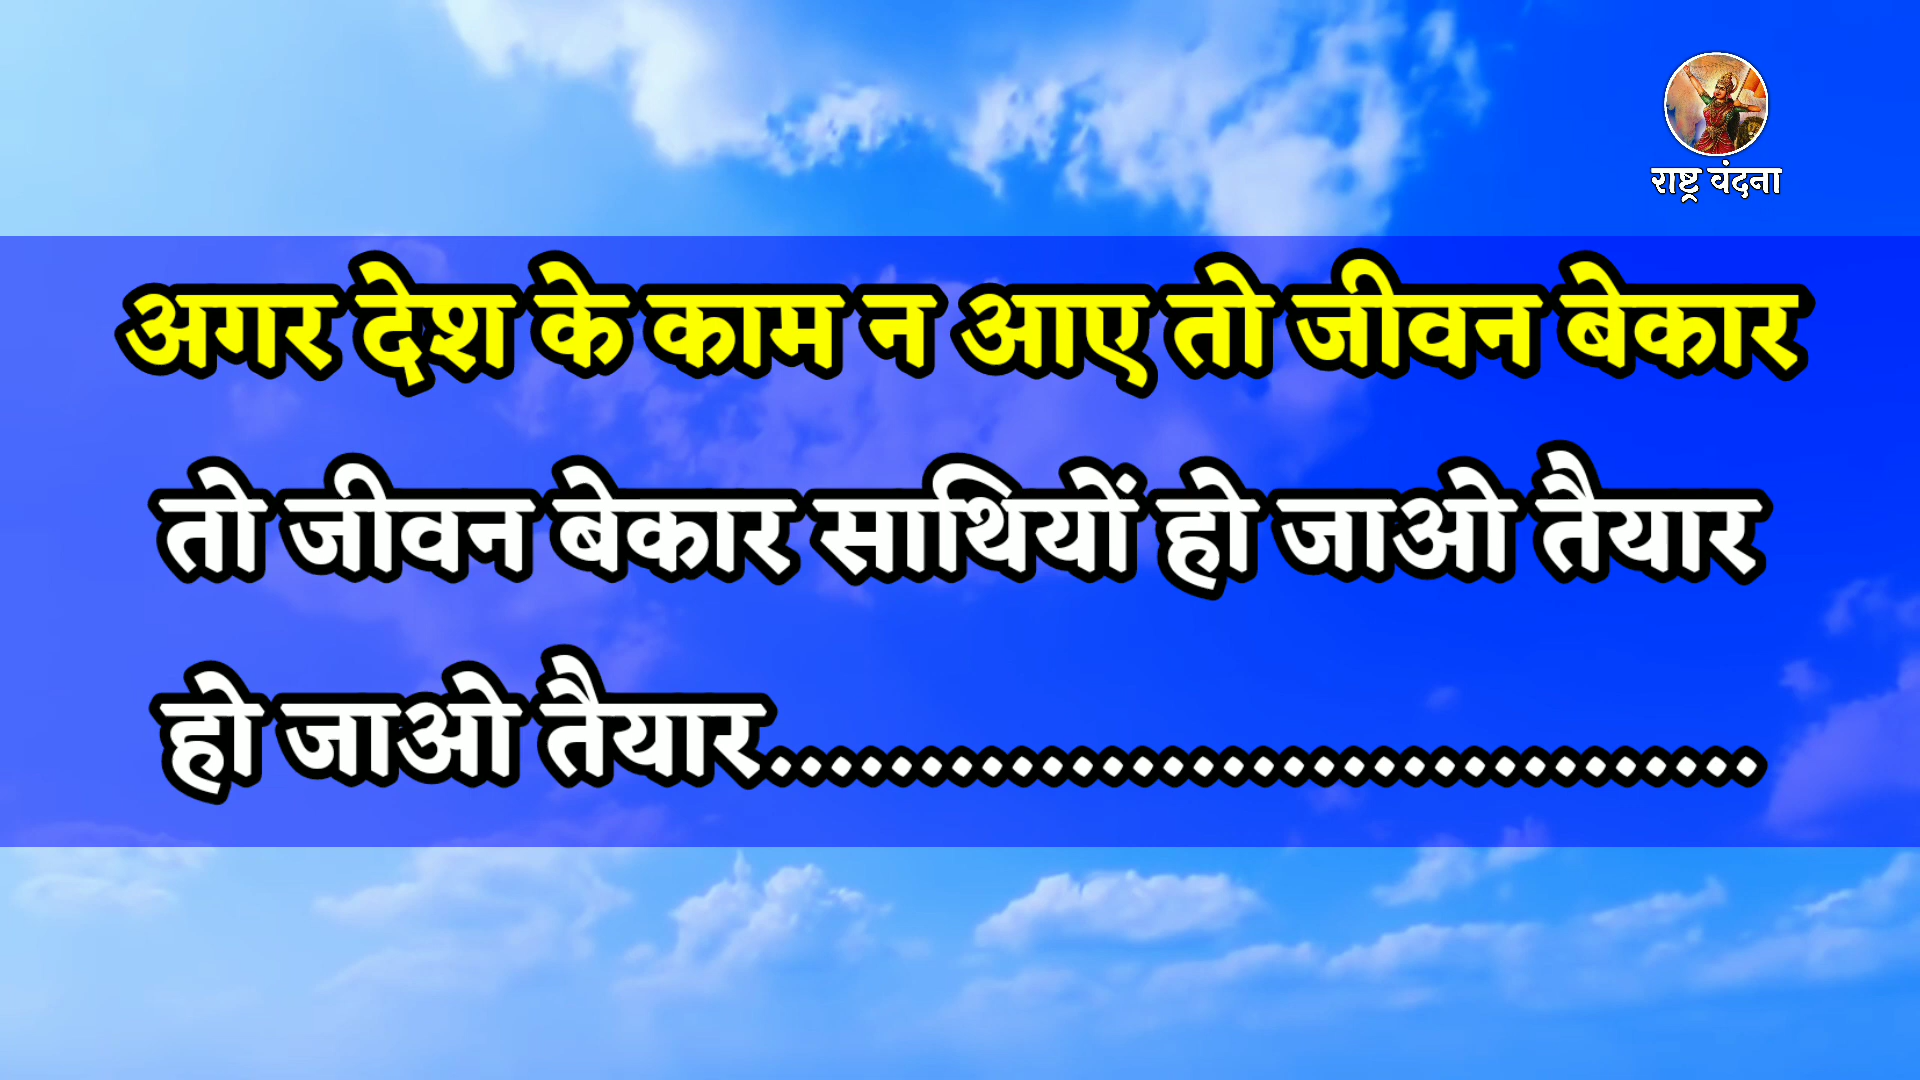 राष्ट्र वंदना
अगर देश के काम न आए तो जीवन बेकार
तो जीवन बेकार साथियों हो जाओ तैयार
हो जाओ तैयार.................................